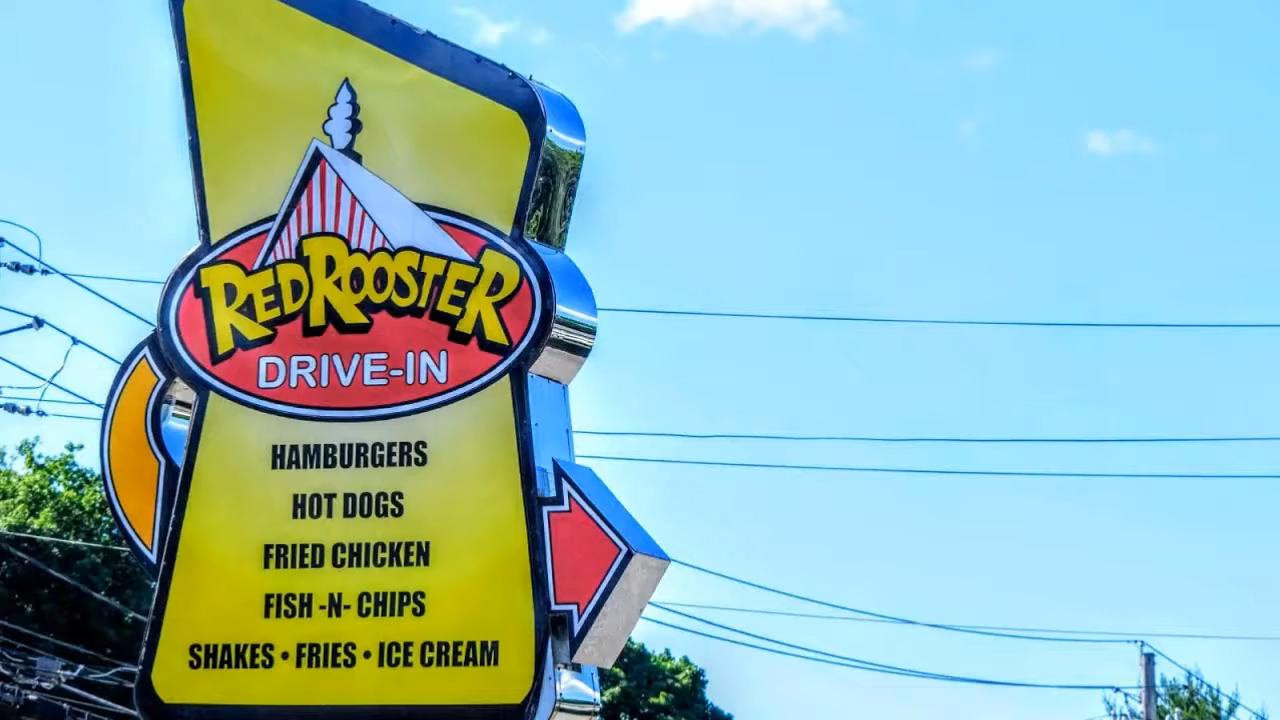 RED ROOSTER
DRIVE-IN
HAMBURGERS
HOT DOGS
FRIED CHICKEN
FISH -N- CHIPS
SHAKES • FRIES • ICE CREAM